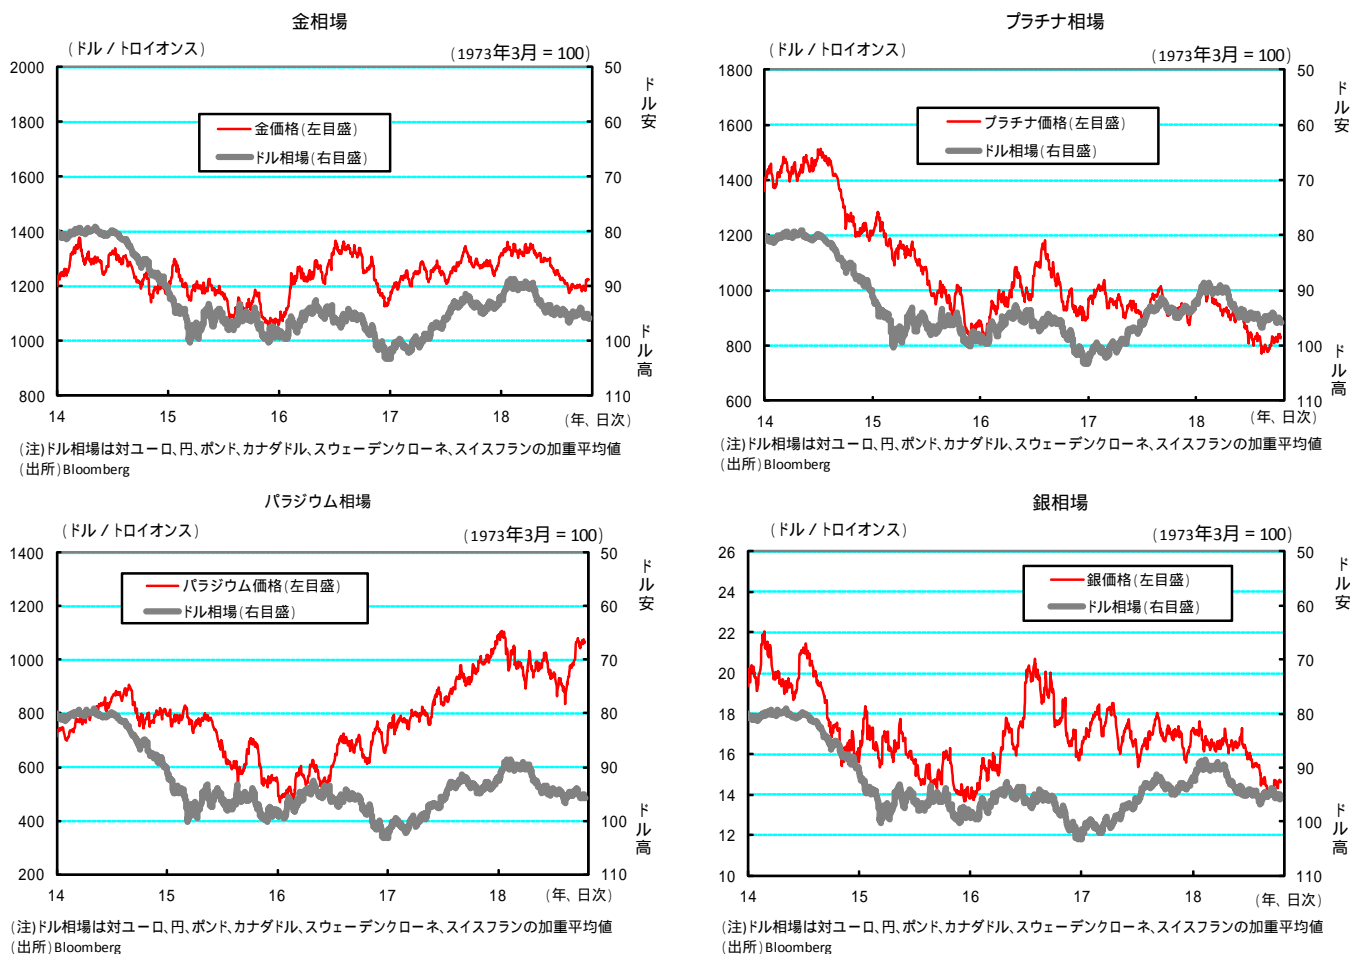 金相場
(ドル / トロイオンス)
(1973年3月 = 100)
2000
1800
1600
1400
1200
1000
800
50
60
70
80
90
100
110
ドル安
ドル高
金価格(左目盛)
ドル相場(右目盛)
14
15
16
17
18
(年、日次)
(注)ドル相場は対ユーロ、円、ポンド、カナダドル、スウェーデンクローネ、スイスフランの加重平均値
(出所)Bloomberg
プラチナ相場
(ドル / トロイオンス)
(1973年3月 = 100)
1800
1600
1400
1200
1000
800
600
50
60
70
80
90
100
110
ドル安
ドル高
プラチナ価格(左目盛)
ドル相場(右目盛)
14
15
16
17
18
(年、日次)
(注)ドル相場は対ユーロ、円、ポンド、カナダドル、スウェーデンクローネ、スイスフランの加重平均値
(出所)Bloomberg
パラジウム相場
(ドル / トロイオンス)
(1973年3月 = 100)
1400
1200
1000
800
600
400
200
50
60
70
80
90
100
110
ドル安
ドル高
パラジウム価格(左目盛)
ドル相場(右目盛)
14
15
16
17
18
(年、日次)
(注)ドル相場は対ユーロ、円、ポンド、カナダドル、スウェーデンクローネ、スイスフランの加重平均値
(出所)Bloomberg
銀相場
(ドル / トロイオンス)
(1973年3月 = 100)
26
24
22
20
18
16
14
12
10
50
60
70
80
90
100
110
ドル安
ドル高
銀価格(左目盛)
ドル相場(右目盛)
14
15
16
17
18
(年、日次)
(注)ドル相場は対ユーロ、円、ポンド、カナダドル、スウェーデンクローネ、スイスフランの加重平均値
(出所)Bloomberg